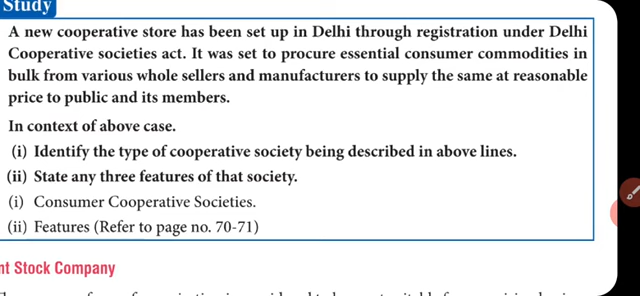 Study
A new cooperative store has been set up in Delhi through registration under Delhi
Cooperative societies act. It was set to procure essential consumer commodities in
bulk from various whole sellers and manufacturers to supply the same at reasonable
price to public and its members.
In context of above case.
(i) Identify the type of cooperative society being described in above lines.
(ii) State any three features of that society.
(i) Consumer Cooperative Societies.
(ii) Features (Refer to page no. 70-71)
nt Stock Company